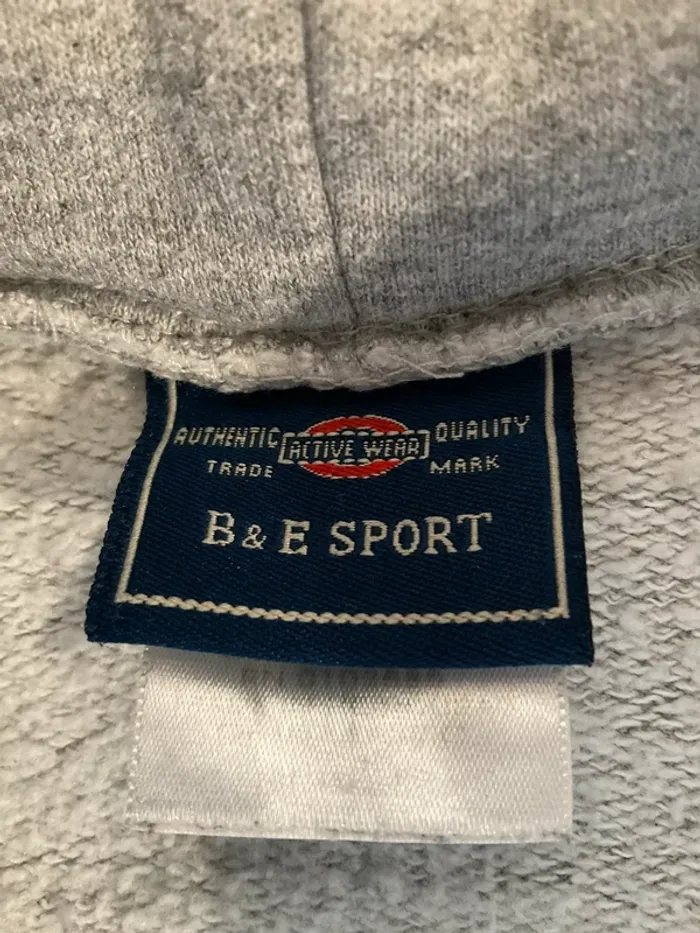 AUTHENTIC ACTIVE WEAR QUALITY
TRADE MARK
B & E SPORT